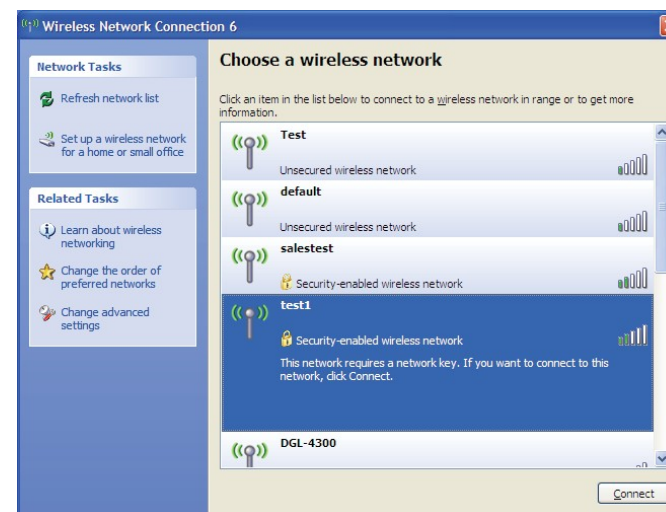 Wireless Network Connection 6
Network Tasks
Refresh network list
Set up a wireless network
for a home or small office
Related Tasks
Learn about wireless
networking
Change the order of
preferred networks
Change advanced
settings
Choose a wireless network
Click an item in the list below to connect to a wireless network in range or to get more
information.
Test
Unsecured wireless network
default
Unsecured wireless network
salestest
Security-enabled wireless network
test1
Security-enabled wireless network
This network requires a network key. If you want to connect to this
network, click Connect.
DGL-4300
Connect